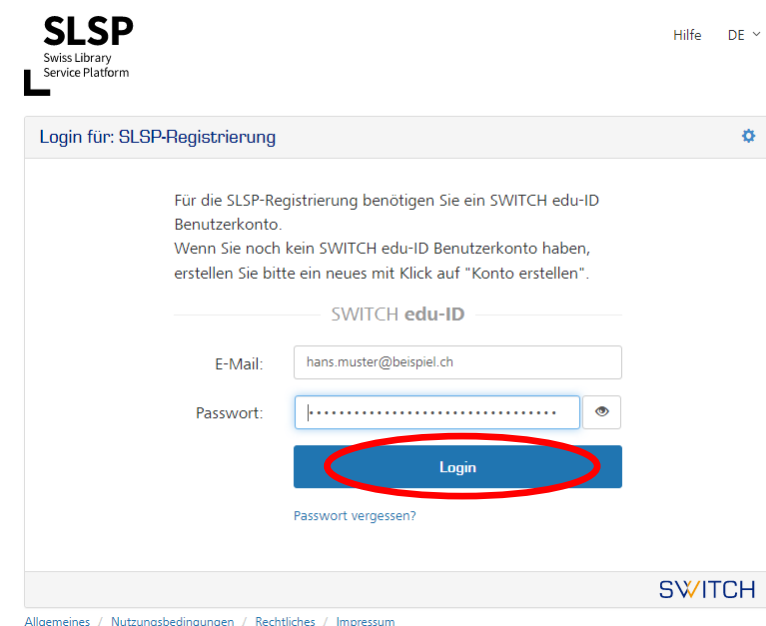 SLSP
Swiss Library
Service Platform
Hilfe DE
Login für: SLSP-Registrierung
Für die SLSP-Registrierung benötigen Sie ein SWITCH edu-ID
Benutzerkonto.
Wenn Sie noch kein SWITCH edu-ID Benutzerkonto haben,
erstellen Sie bitte ein neues mit Klick auf "Konto erstellen".
SWITCH edu-ID
E-Mail: hans.muster@beispiel.ch
Passwort: •••••••••••••••••••••••••••••••••
Login
Passwort vergessen?
SWITCH
Allgemeines / Nutzungsbedingungen / Rechtliches / Impressum